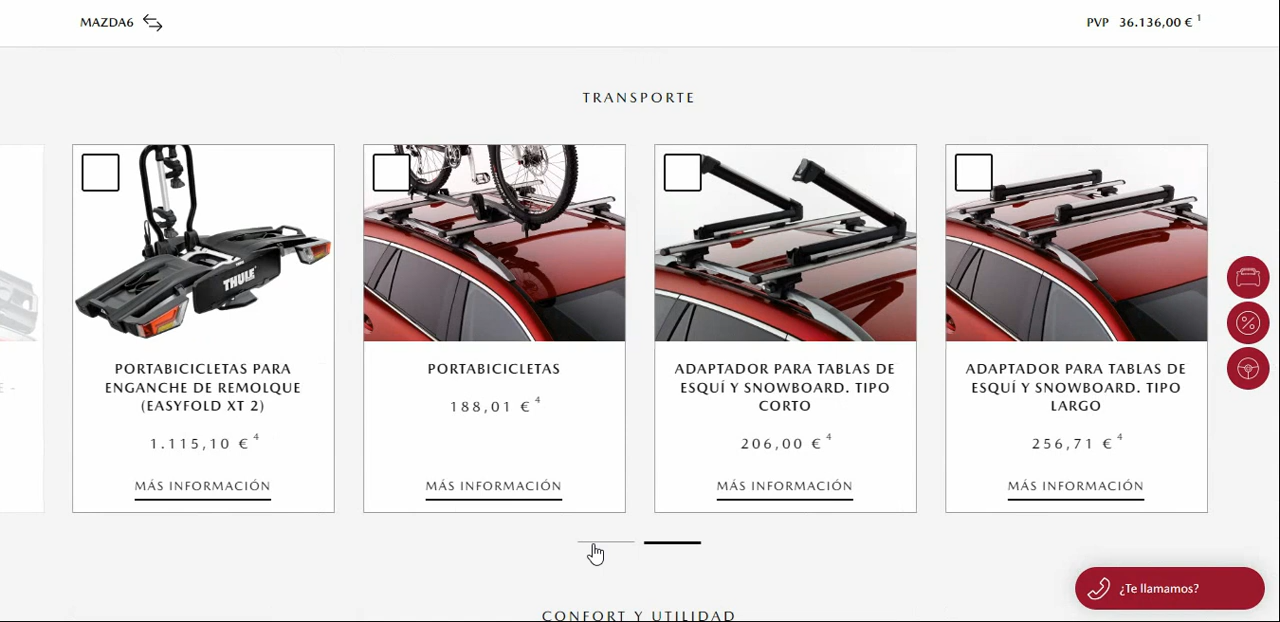 MAZDA6
PVP 36.136,00 € 1
TRANSPORTE
THULE
PORTABICICLETAS PARA
ENGANCHE DE REMOLQUE
(EASYFOLD XT 2)
1.115,10 € 4
MÁS INFORMACIÓN
PORTABICICLETAS
188,01 € 4
MÁS INFORMACIÓN
ADAPTADOR PARA TABLAS DE
ESQUÍ Y SNOWBOARD. TIPO
CORTO
206,00 € 4
MÁS INFORMACIÓN
ADAPTADOR PARA TABLAS DE
ESQUÍ Y SNOWBOARD. TIPO
LARGO
256,71 € 4
MÁS INFORMACIÓN
¿Te llamamos?
CONFORT Y UTILIDAD